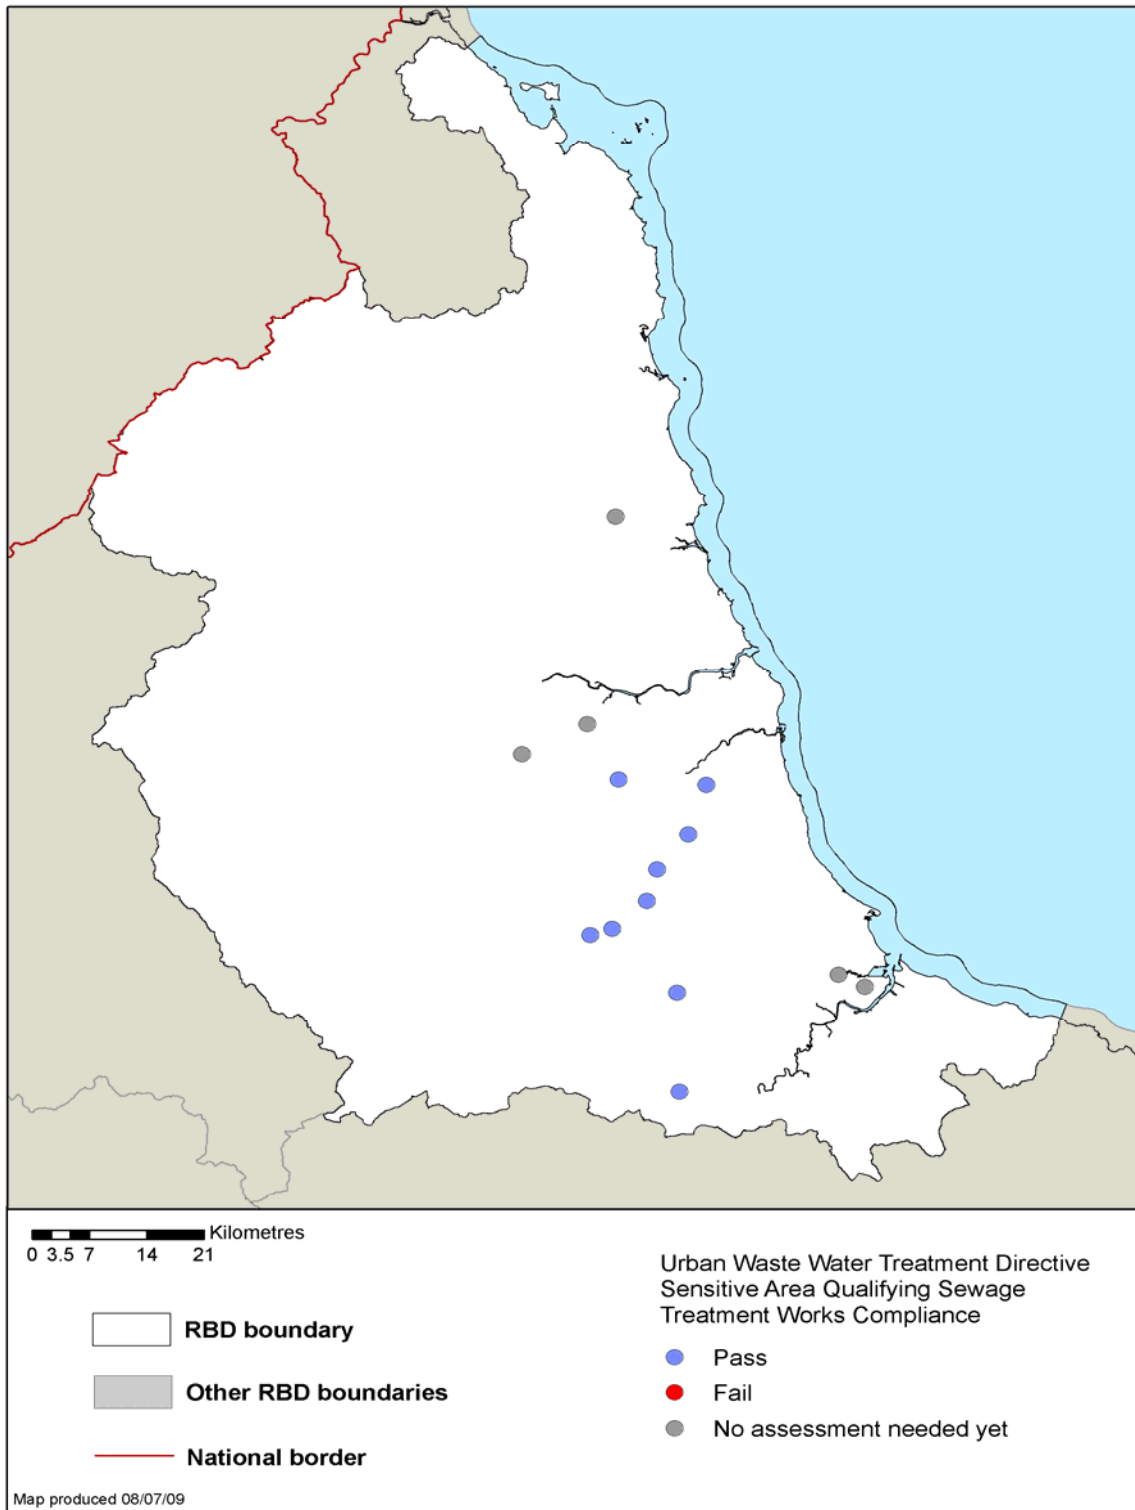 Kilometres
0 3.5 7 14 21
RBD boundary
Other RBD boundaries
National border
Map produced 08/07/09
Urban Waste Water Treatment Directive
Sensitive Area Qualifying Sewage
Treatment Works Compliance
Pass
Fail
No assessment needed yet